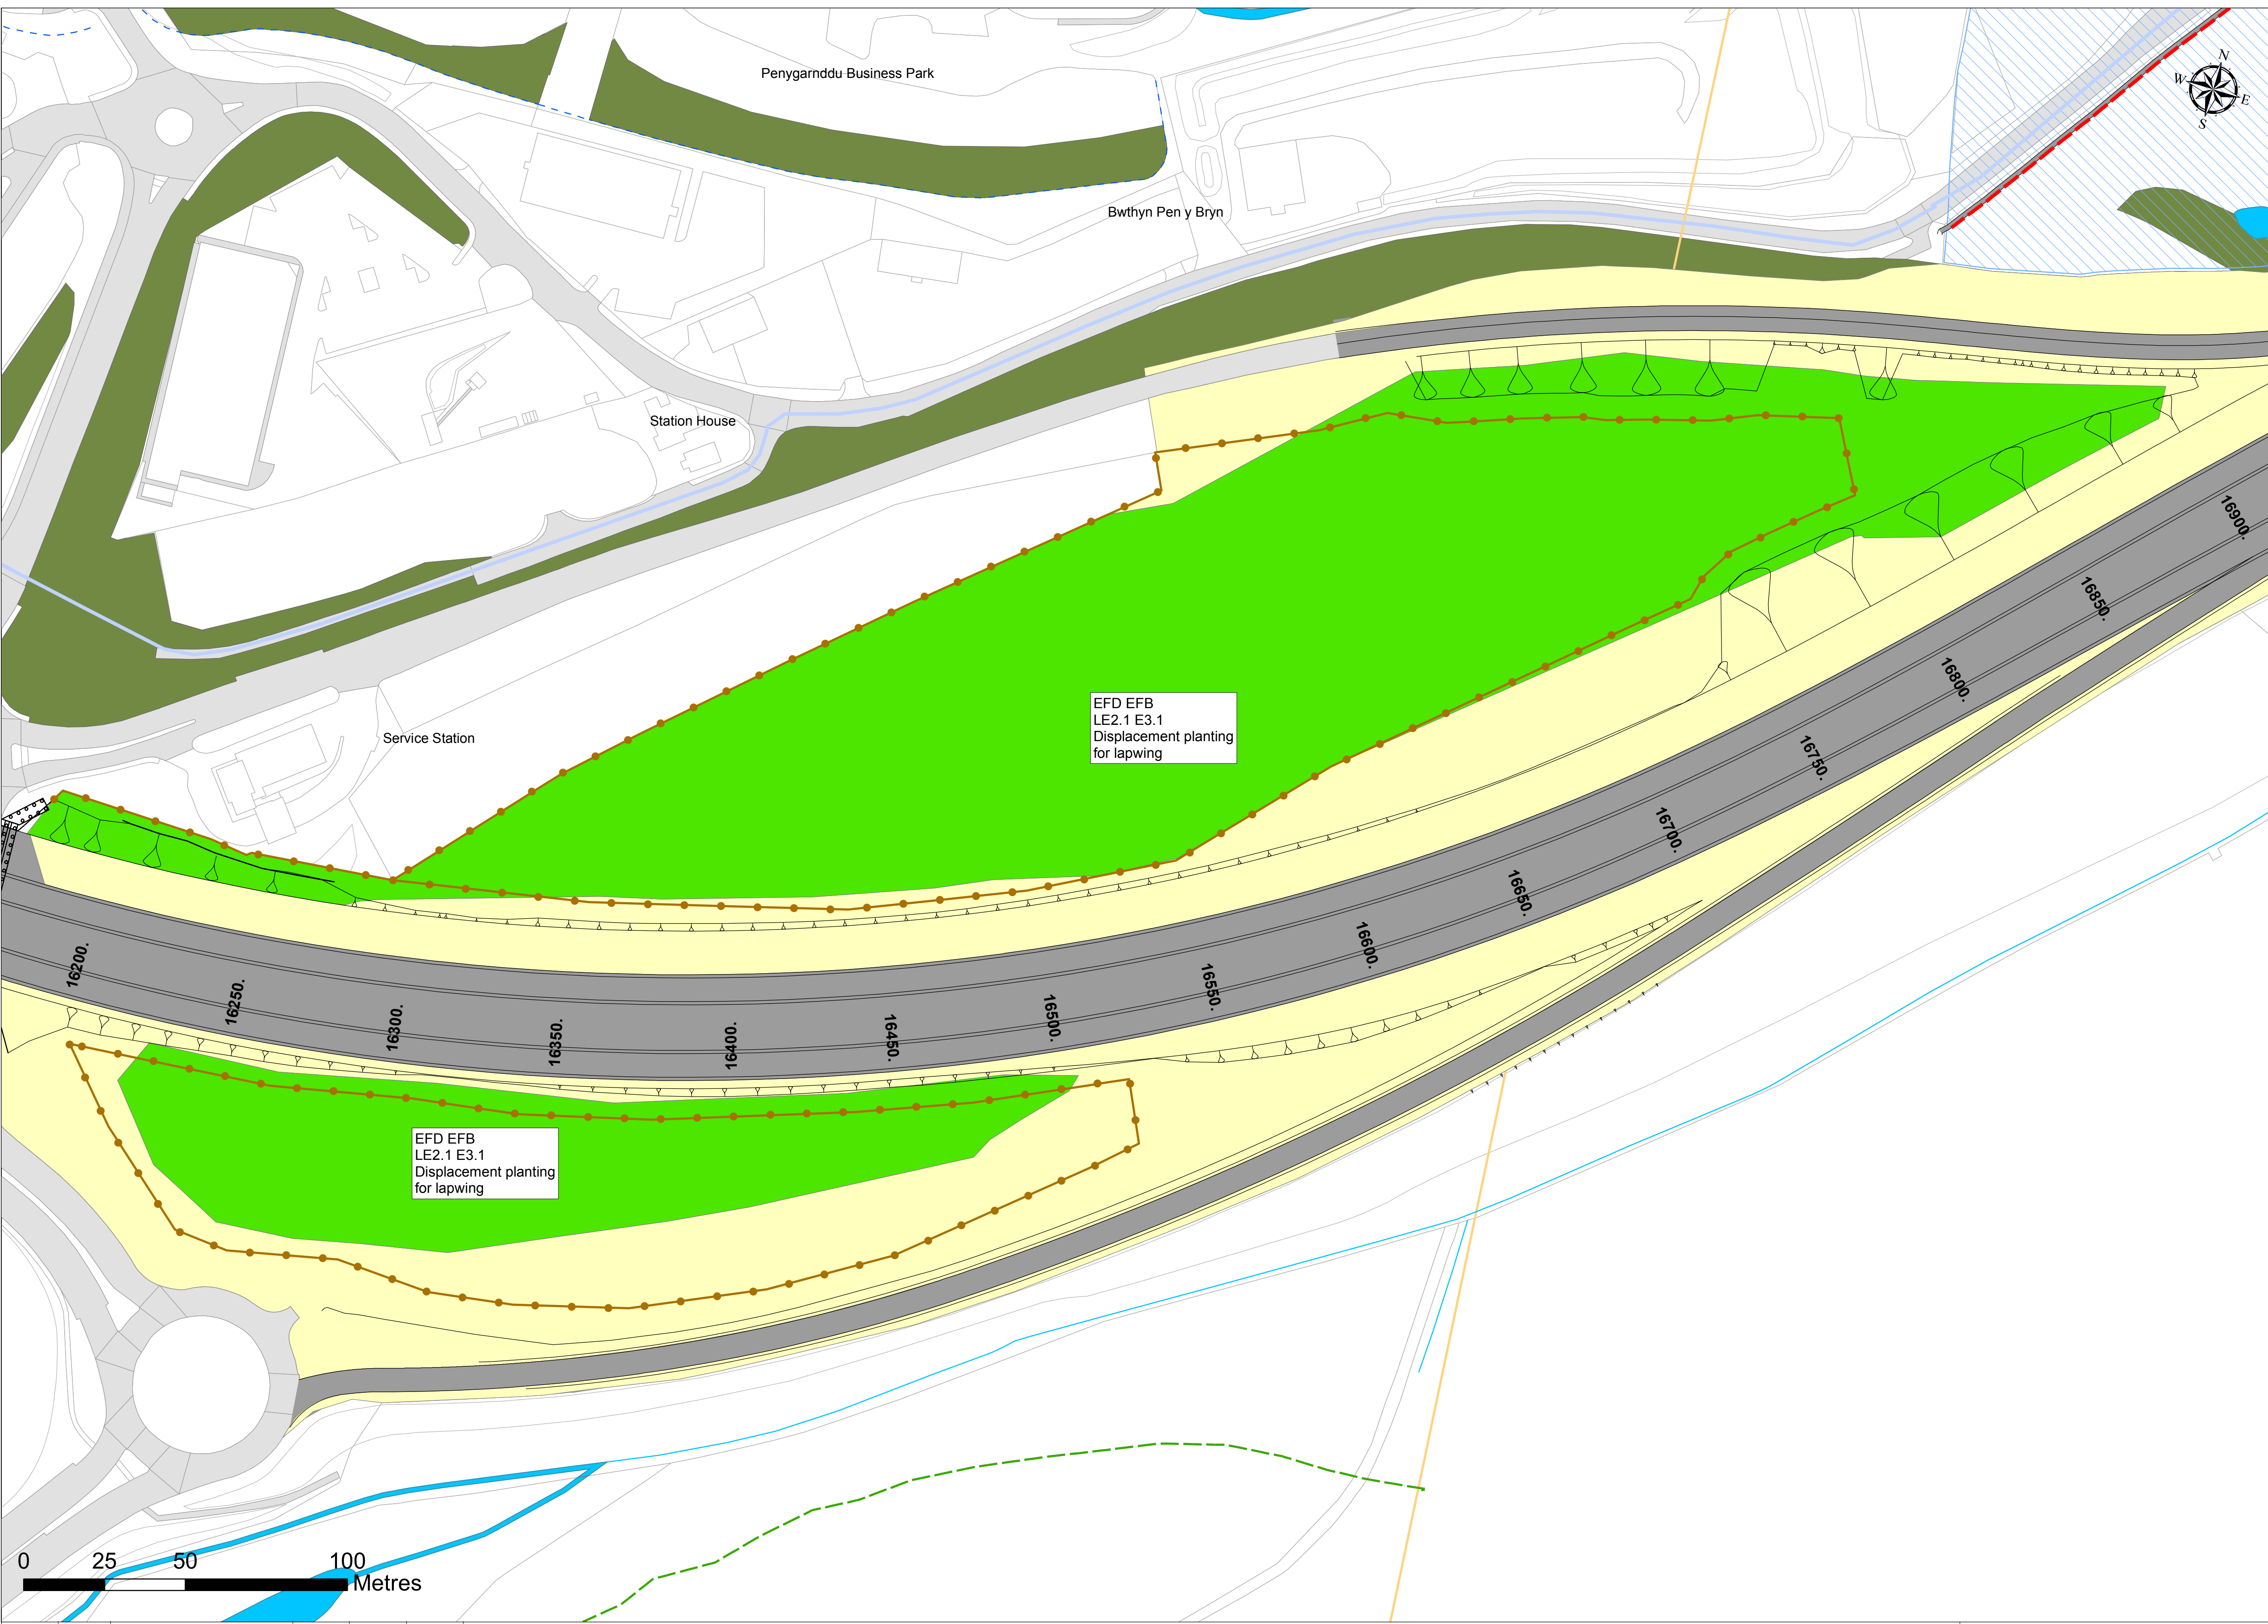 Penygarnddu Business Park
N
W
E
S
Bwthyn Pen y Bryn
Station House
Service Station
EFD EFB
LE2.1 E3.1
Displacement planting
for lapwing
16900.
16850.
16800.
16750.
16700.
16650.
16600.
16550.
16500.
16450.
16400.
16350.
16300.
16250.
16200.
EFD EFB
LE2.1 E3.1
Displacement planting
for lapwing
0 25 50 100
Metres